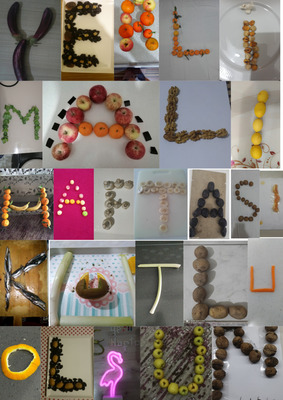 YERLİ
MALI
HAFTASI
KUTLU
OLSUN